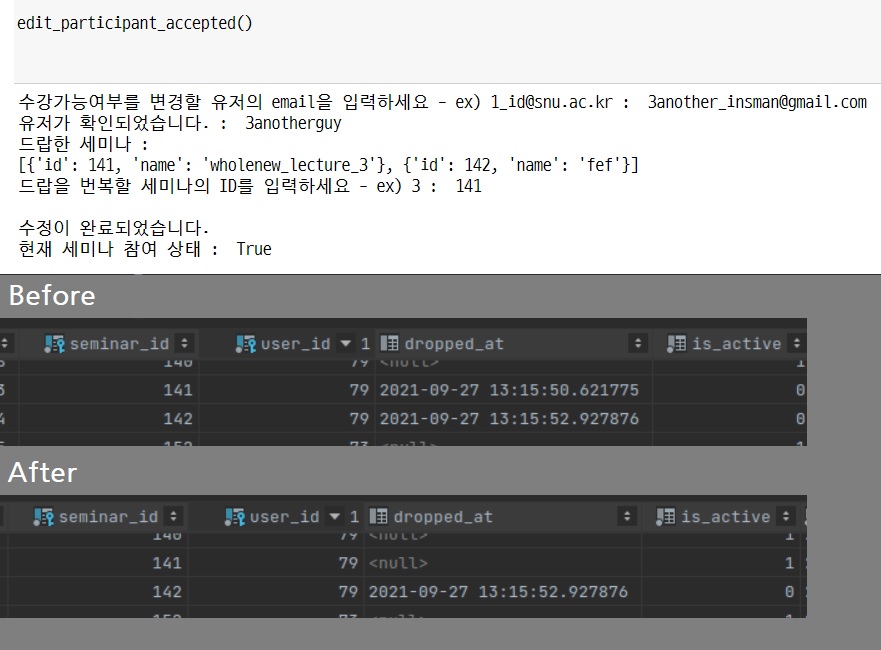 edit_participant_accepted()
수강가능여부를 변경할 유저의 email을 입력하세요 - ex) 1_id@snu.ac.kr :  3another_insman@gmail.com
유저가 확인되었습니다. :  3anotherguy
드랍한 세미나 :
[{'id': 141, 'name': 'wholenew_lecture_3'}, {'id': 142, 'name': 'fef'}]
드랍을 번복할 세미나의 ID를 입력하세요 - ex) 3 :  141
수정이 완료되었습니다.
현재 세미나 참여 상태 :  True
Before
seminar_id user_id 1 dropped_at is_active
140 79 <null> 1
141 79 2021-09-27 13:15:50.621775 0
142 79 2021-09-27 13:15:52.927876 0
After
seminar_id user_id 1 dropped_at is_active
140 79 <null> 1
141 79 <null> 1
142 79 2021-09-27 13:15:52.927876 0